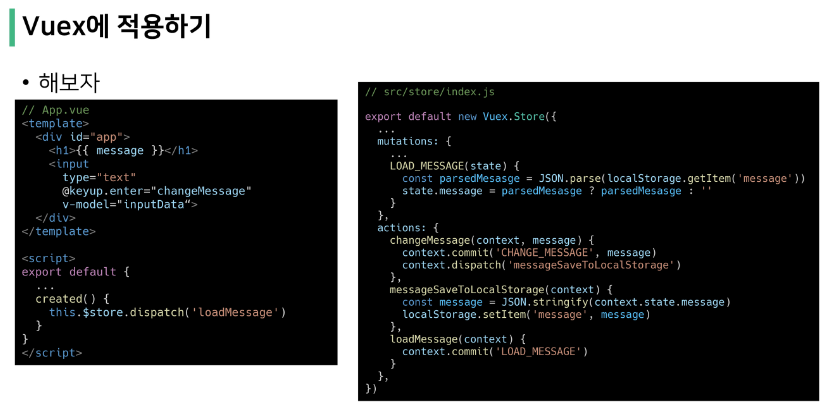 Vuex에 적용하기
• 해보자
// App.vue
<template>
  <div id="app">
    <h1>{{ message }}</h1>
    <input
      type="text"
      @keyup.enter="changeMessage"
      v-model="inputData“>
  </div>
</template>

<script>
export default {
  ...
  created() {
    this.$store.dispatch('loadMessage')
  }
}
</script>
// src/store/index.js

export default new Vuex.Store({
  ...
  mutations: {
    ...
    LOAD_MESSAGE(state) {
      const parsedMesasge = JSON.parse(localStorage.getItem('message'))
      state.message = parsedMesasge ? parsedMesasge : ''
    }
  },
  actions: {
    changeMessage(context, message) {
      context.commit('CHANGE_MESSAGE', message)
      context.dispatch('messageSaveToLocalStorage')
    },
    messageSaveToLocalStorage(context) {
      const message = JSON.stringify(context.state.message)
      localStorage.setItem('message', message)
    },
    loadMessage(context) {
      context.commit('LOAD_MESSAGE')
    }
  },
})